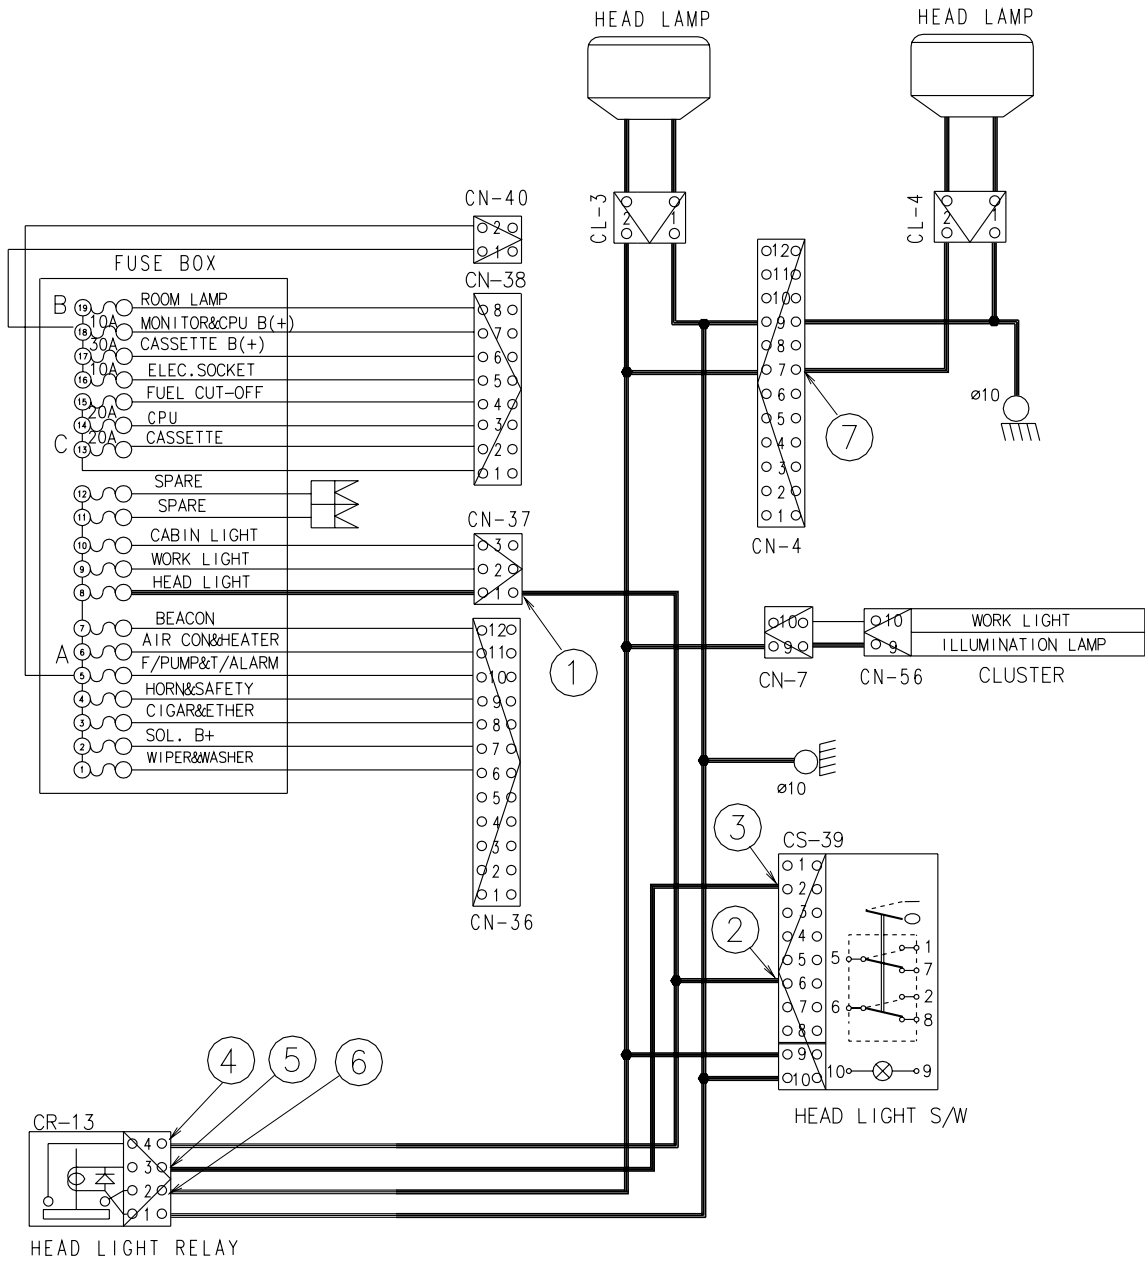 HEAD LAMP
HEAD LAMP
CL-3
2 1
CL-4
2 1
CN-40
2
1
FUSE BOX
CN-38
B
19 ROOM LAMP
10A
18 MONITOR&CPU B(+)
30A
17 CASSETTE B(+)
10A
16 ELEC.SOCKET
15 FUEL CUT-OFF
20A
14 CPU
C
20A
13 CASSETTE
8
7
6
5
4
3
2
1
12 SPARE
11 SPARE
10 CABIN LIGHT
9 WORK LIGHT
8 HEAD LIGHT
CN-37
3
2
1
1
7 BEACON
A
6 AIR CON&HEATER
5 F/PUMP&T/ALARM
4 HORN&SAFETY
3 CIGAR&ETHER
2 SOL. B+
1 WIPER&WASHER
12
11
10
9
8
7
6
5
4
3
2
1
CN-36
12
11
10
9
8
7
6
5
4
3
2
1
CN-4
7
ø10
10
9
CN-7
10
9
CN-56
WORK LIGHT
ILLUMINATION LAMP
CLUSTER
ø10
3
2
CS-39
1
2
3
4
5
6
7
8
9
10
I
O
5 1
7
6 2
8
10 9
HEAD LIGHT S/W
4 5 6
CR-13
4
3
2
1
HEAD LIGHT RELAY